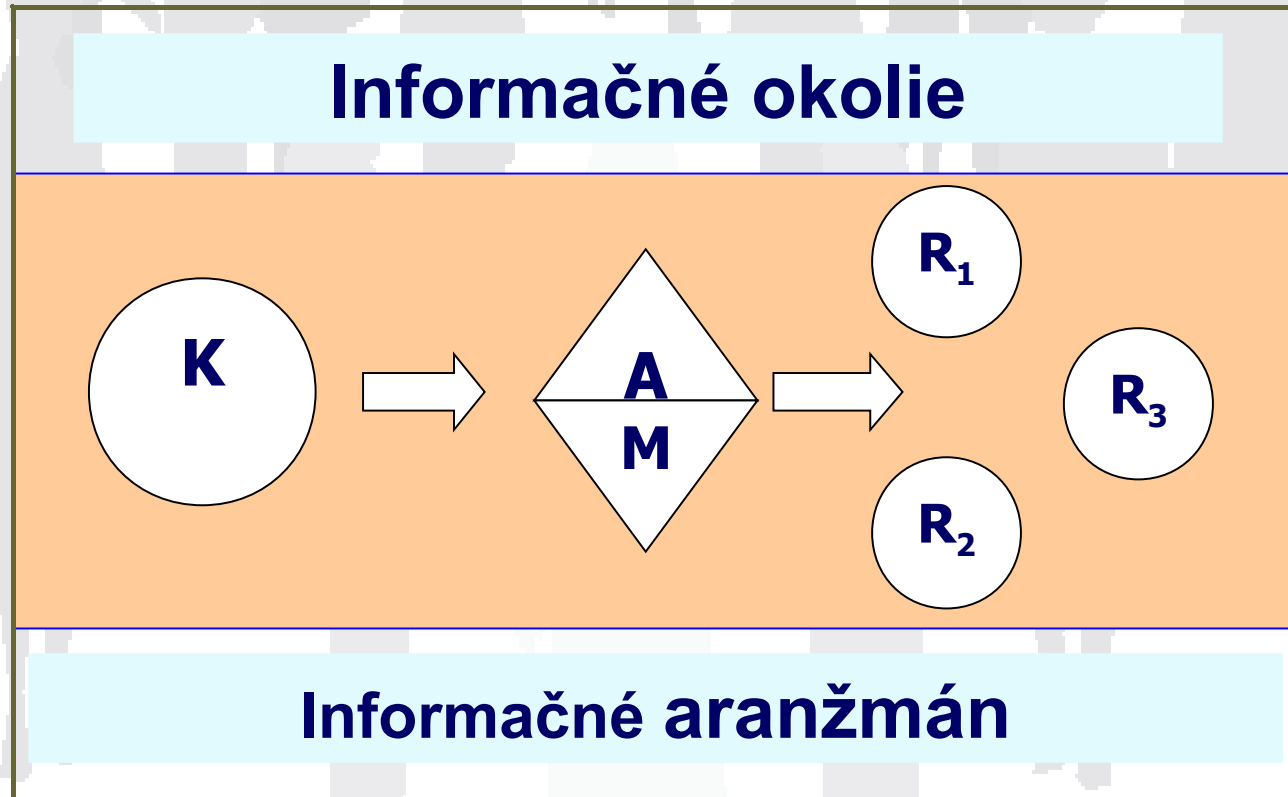 Informačné okolie
K
A
M
R₁
R₃
R₂
Informačné aranžmán